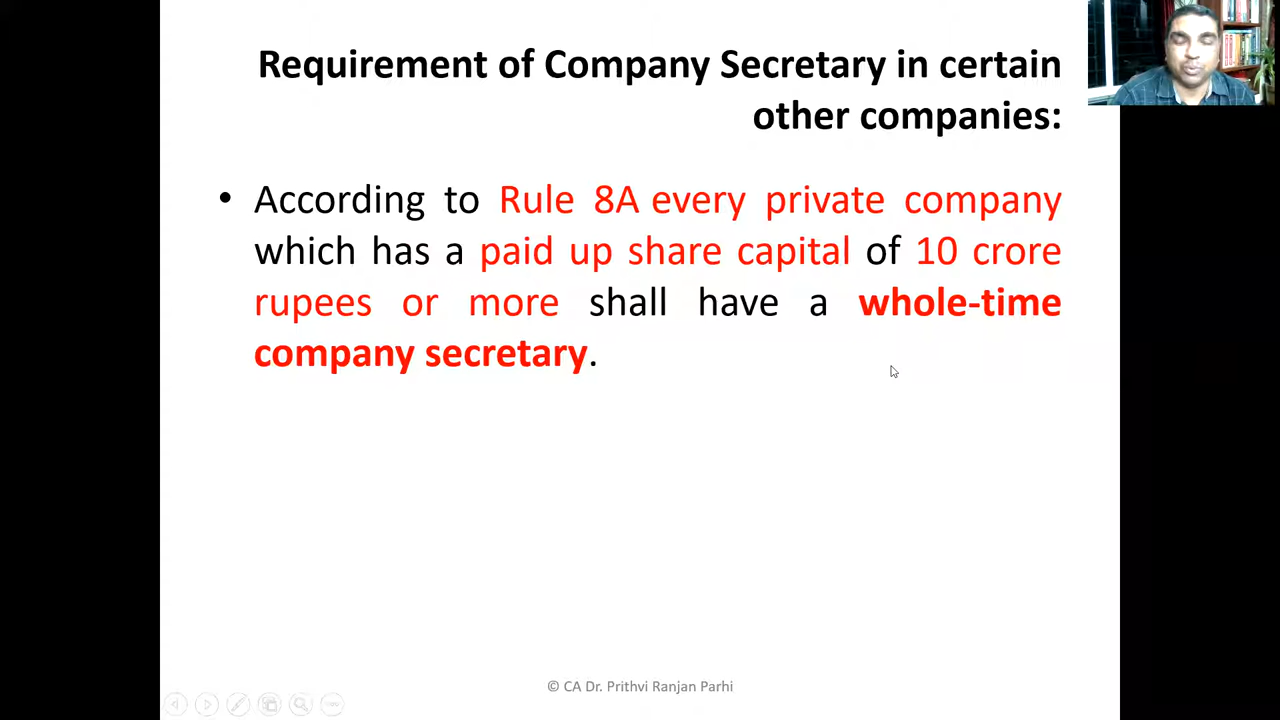 Requirement of Company Secretary in certain
other companies:
• According to Rule 8A every private company
which has a paid up share capital of 10 crore
rupees or more shall have a whole-time
company secretary.
© CA Dr. Prithvi Ranjan Parhi